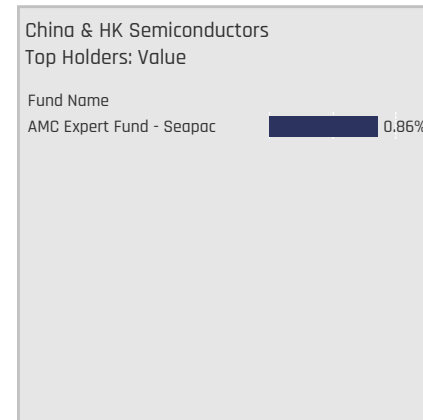 China & HK Semiconductors
Top Holders: Value
Fund Name
AMC Expert Fund - Seapac 0.86%